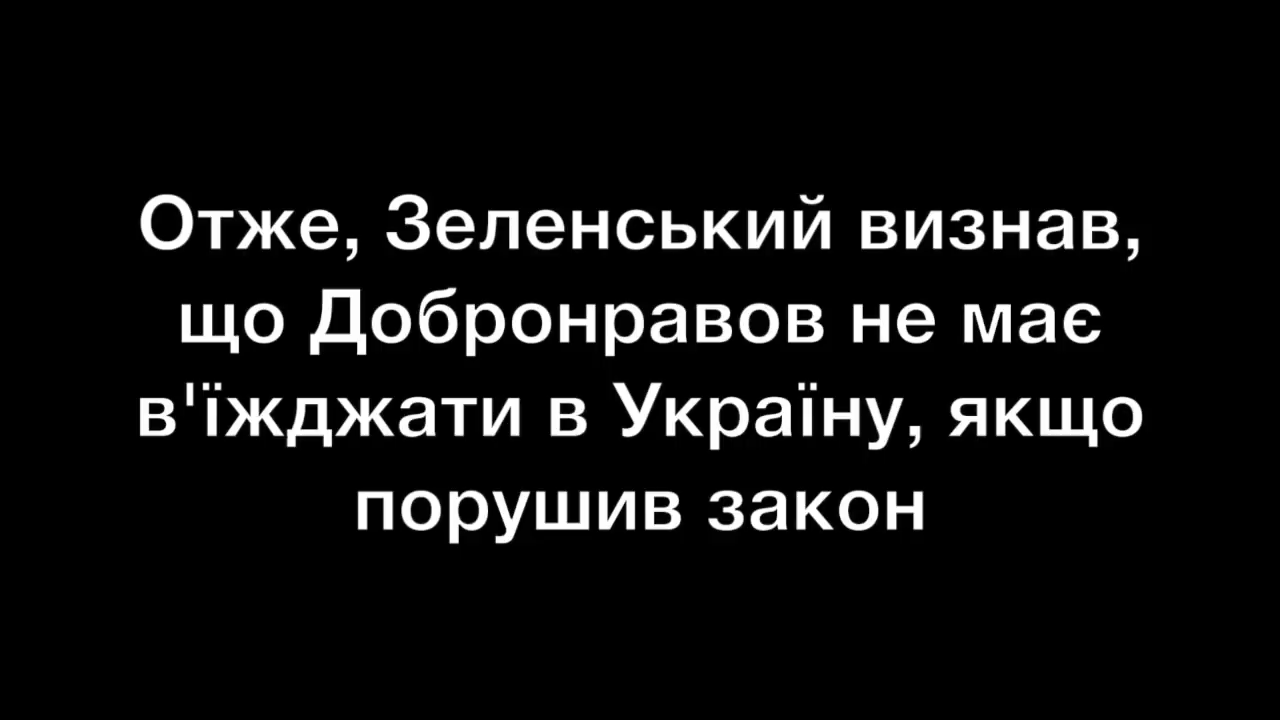 Отже, Зеленський визнав,
що Добронравов не має
в'їжджати в Україну, якщо
порушив закон